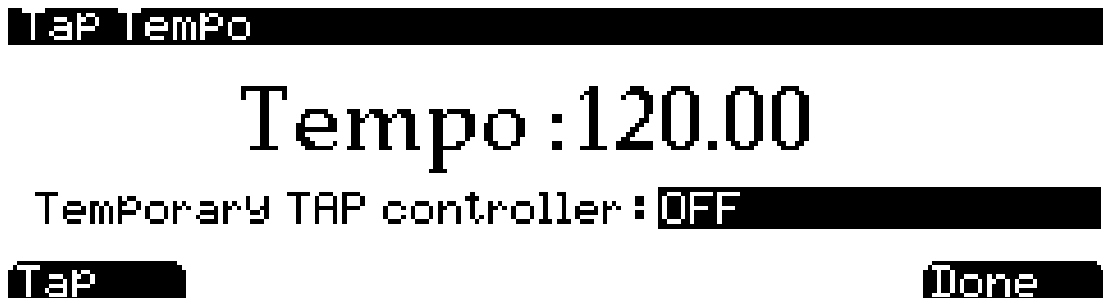 Tap Tempo
Tempo:120.00
Temporary TAP controller:OFF
Tap Done